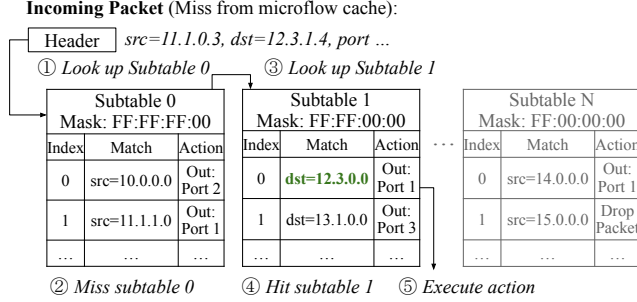 Incoming Packet (Miss from microflow cache):
Header src=11.1.0.3, dst=12.3.1.4, port ...
① Look up Subtable 0 ③ Look up Subtable 1
Subtable 0
Mask: FF:FF:FF:00
Index Match Action
0 src=10.0.0.0 Out: Port 2
1 src=11.1.1.0 Out: Port 1
... ... ...
Subtable 1
Mask: FF:FF:00:00
Index Match Action
0 dst=12.3.0.0 Out: Port 1
1 dst=13.1.0.0 Out: Port 3
... ... ...
...
Subtable N
Mask: FF:00:00:00
Index Match Action
0 src=14.0.0.0 Out: Port 1
1 src=15.0.0.0 Drop Packet
... ... ...
② Miss subtable 0 ④ Hit subtable 1 ⑤ Execute action